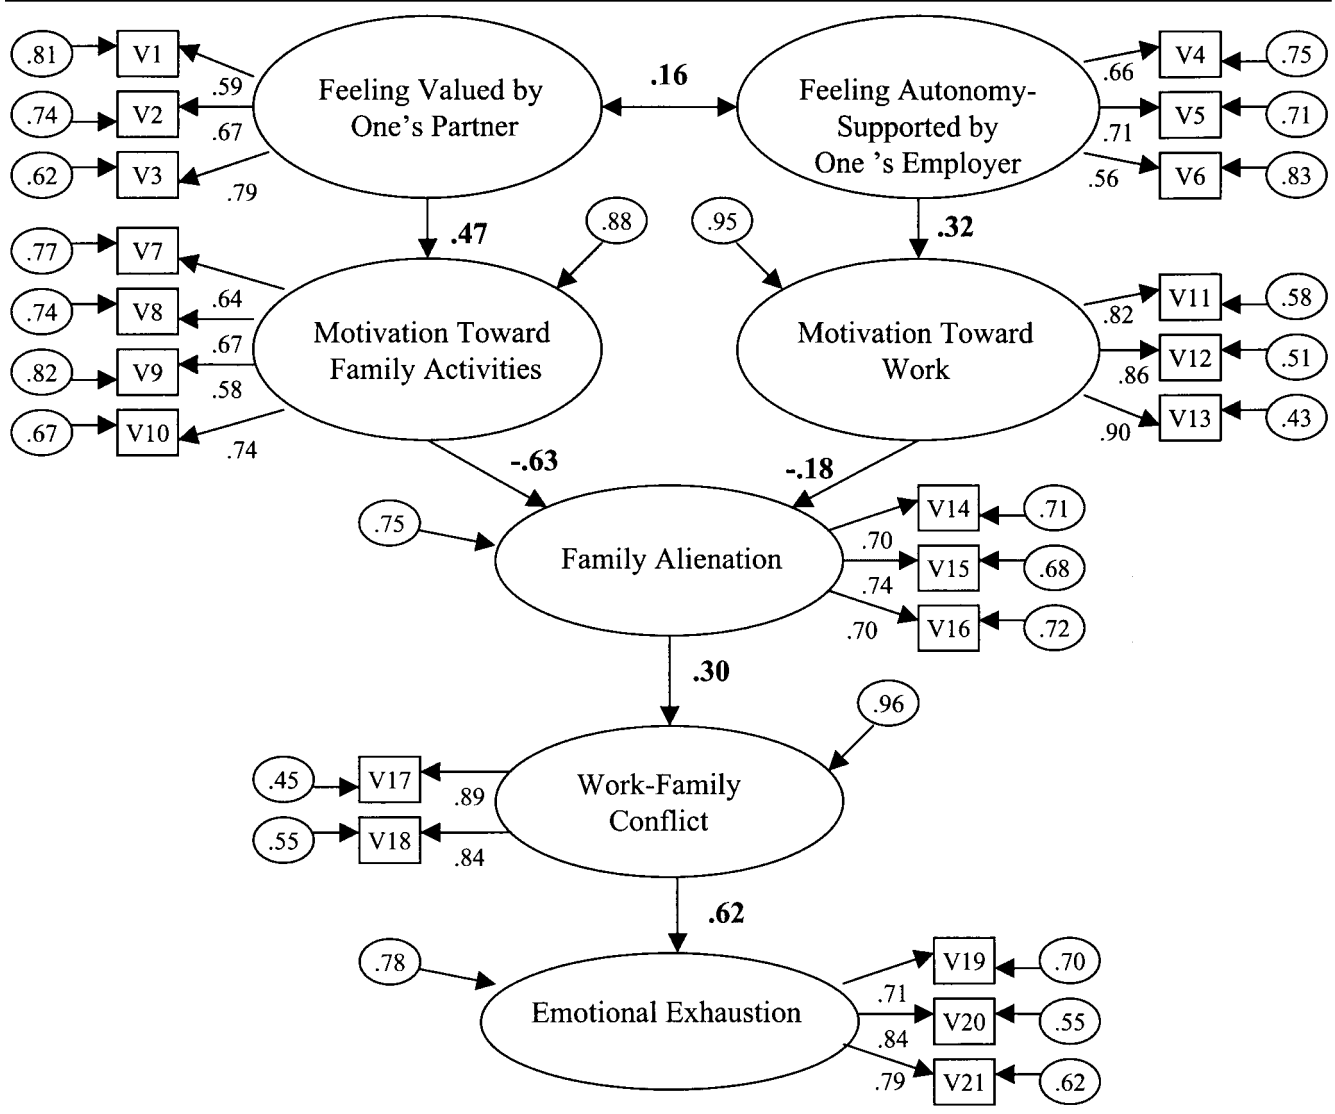 .81 V1 .59
.74 V2 .67
.62 V3 .79
Feeling Valued by
One's Partner
.16
Feeling Autonomy-
Supported by
One 's Employer
.66 V4 .75
.71 V5 .71
.56 V6 .83
.47
.88
.95
.32
.77 V7 .64
.74 V8 .67
.82 V9 .58
.67 V10 .74
Motivation Toward
Family Activities
Motivation Toward
Work
.82 V11 .58
.86 V12 .51
.90 V13 .43
-.63
-.18
.75
Family Alienation
.70 V14 .71
.74 V15 .68
.70 V16 .72
.30
.96
.45 V17 .89
.55 V18 .84
Work-Family
Conflict
.62
.78
Emotional Exhaustion
.71 V19 .70
.84 V20 .55
.79 V21 .62